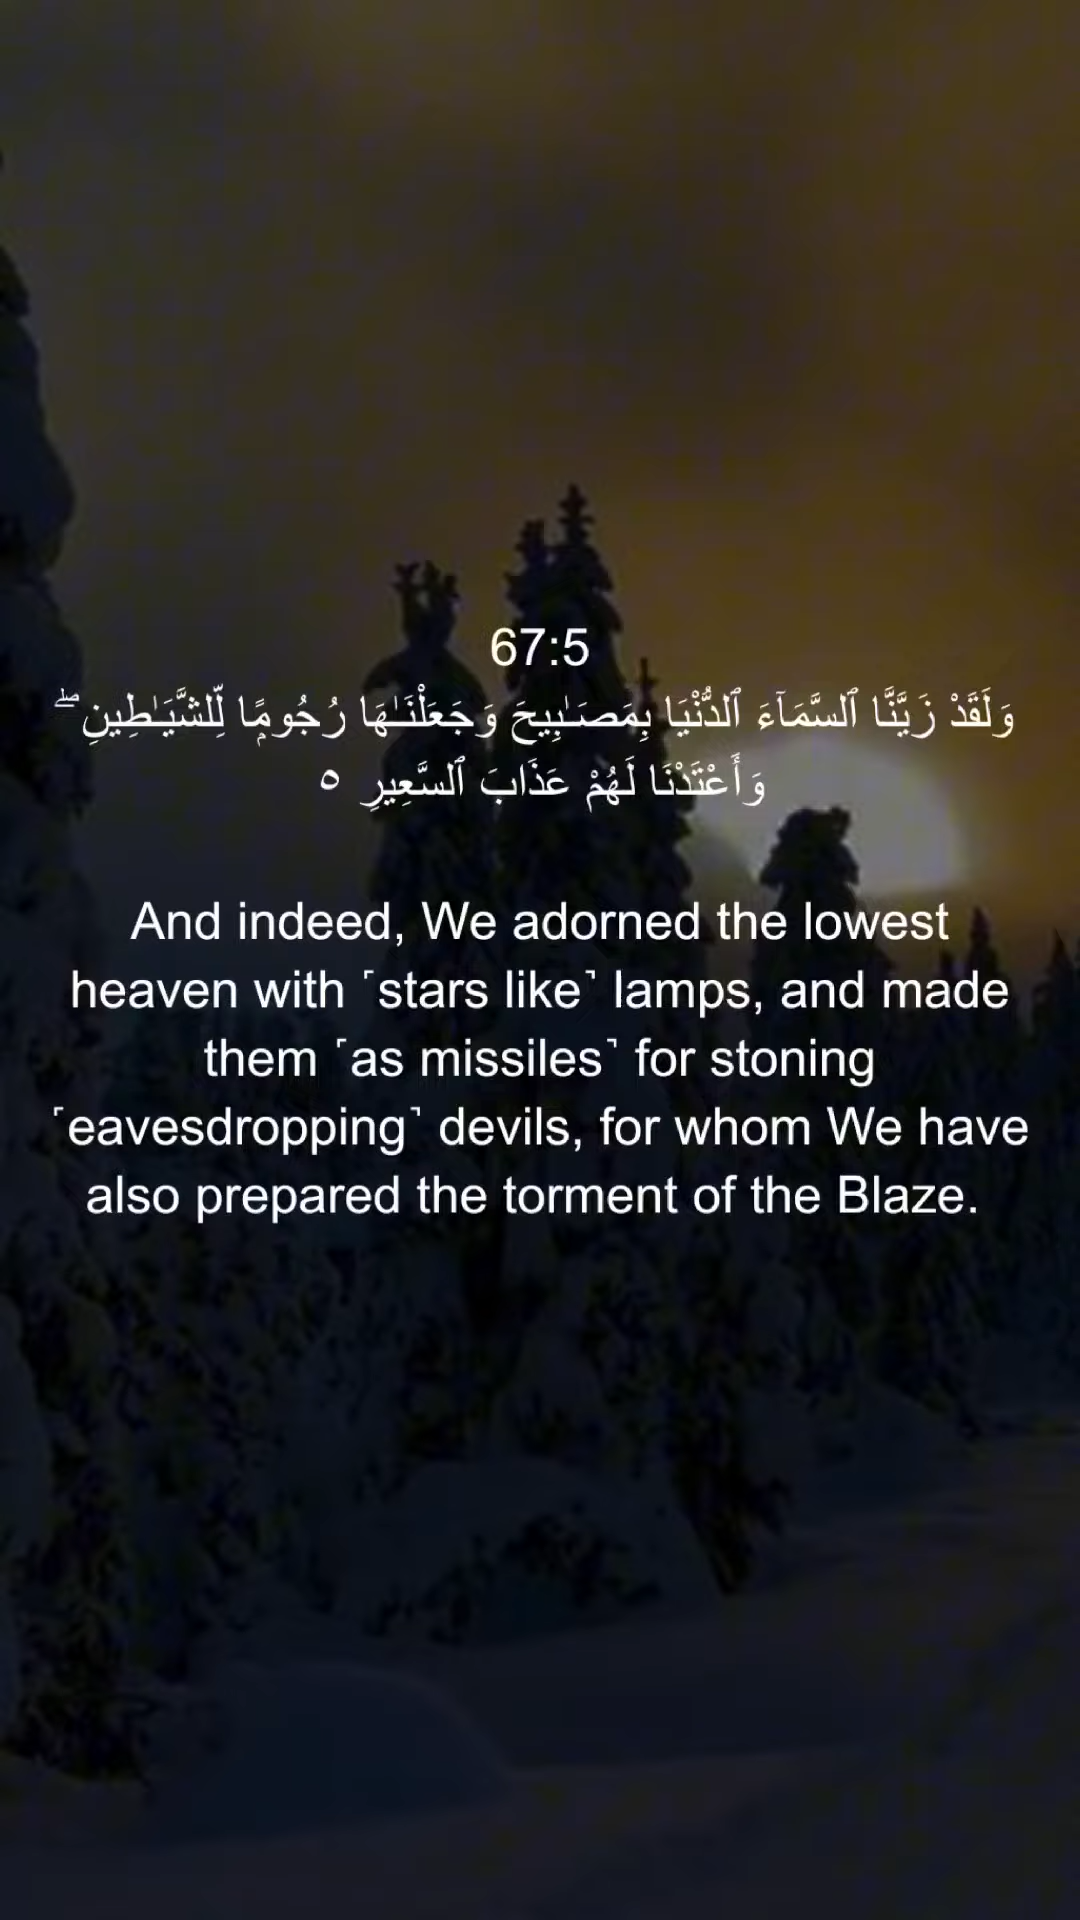 67:5
وَلَقَدْ زَيَّنَّا ٱلسَّمَآءَ ٱلدُّنْيَا بِمَصَـٰبِيحَ وَجَعَلْنَـٰهَا رُجُومًۭا لِّلشَّيَـٰطِينِ ۖ
وَأَعْتَدْنَا لَهُمْ عَذَابَ ٱلسَّعِيرِ ٥
And indeed, We adorned the lowest
heaven with ˹stars like˺ lamps, and made
them ˹as missiles˺ for stoning
˹eavesdropping˺ devils, for whom We have
also prepared the torment of the Blaze.